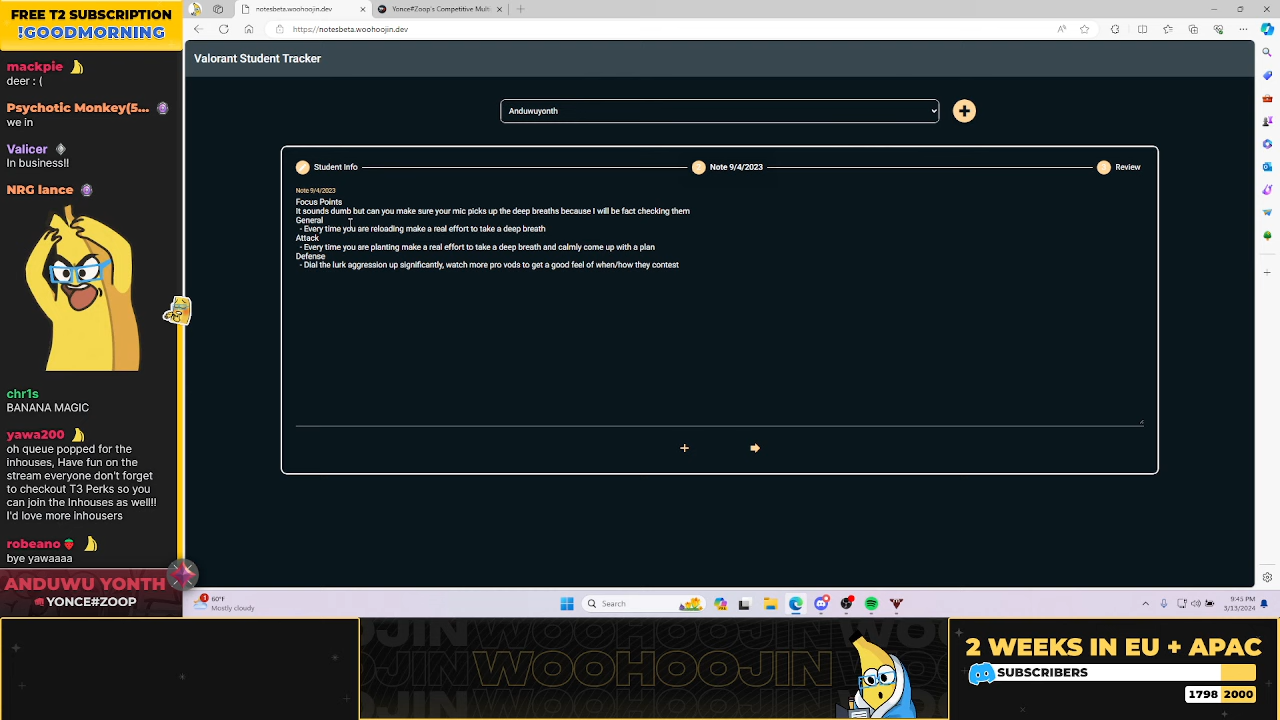 FREE T2 SUBSCRIPTION
!GOODMORNING
mackpie
deer : (
Psychotic Monkey(5...
we in
Valicer
In business!!
NRG lance
chr1s
BANANA MAGIC
yawa200
oh queue popped for the
inhouses, Have fun on the
stream everyone don't forget
to checkout T3 Perks so you
can join the Inhouses as well!!
I'd love more inhousers
robeano
bye yawaaaa
ANDUWU YONTH
YONCE#ZOOP
notesbeta.woohoojin.dev
Yonce#Zoop's Competitive Mult
https://notesbeta.woohoojin.dev
Valorant Student Tracker
Anduwuyonth
Student Info
Note 9/4/2023
Review
Note 9/4/2023
Focus Points
It sounds dumb but can you make sure your mic picks up the deep breaths because I will be fact checking them
General
- Every time you are reloading make a real effort to take a deep breath
Attack
- Every time you are planting make a real effort to take a deep breath and calmly come up with a plan
Defense
- Dial the lurk aggression up significantly, watch more pro vods to get a good feel of when/how they contest
60°F
Mostly cloudy
Search
9:45 PM
3/13/2024
WOOHOOJIN
2 WEEKS IN EU + APAC
SUBSCRIBERS
1798 2000